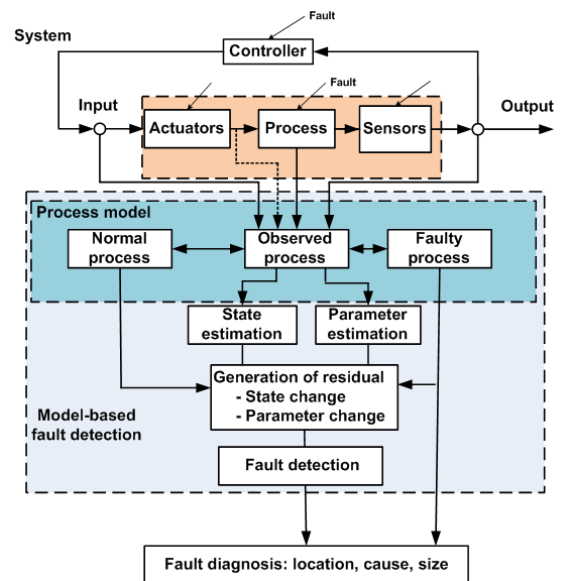 Fault
System
Controller
Input
Fault
Output
Actuators
Process
Sensors
Process model
Normal
process
Observed
process
Faulty
process
State
estimation
Parameter
estimation
Generation of residual
- State change
- Parameter change
Model-based
fault detection
Fault detection
Fault diagnosis: location, cause, size